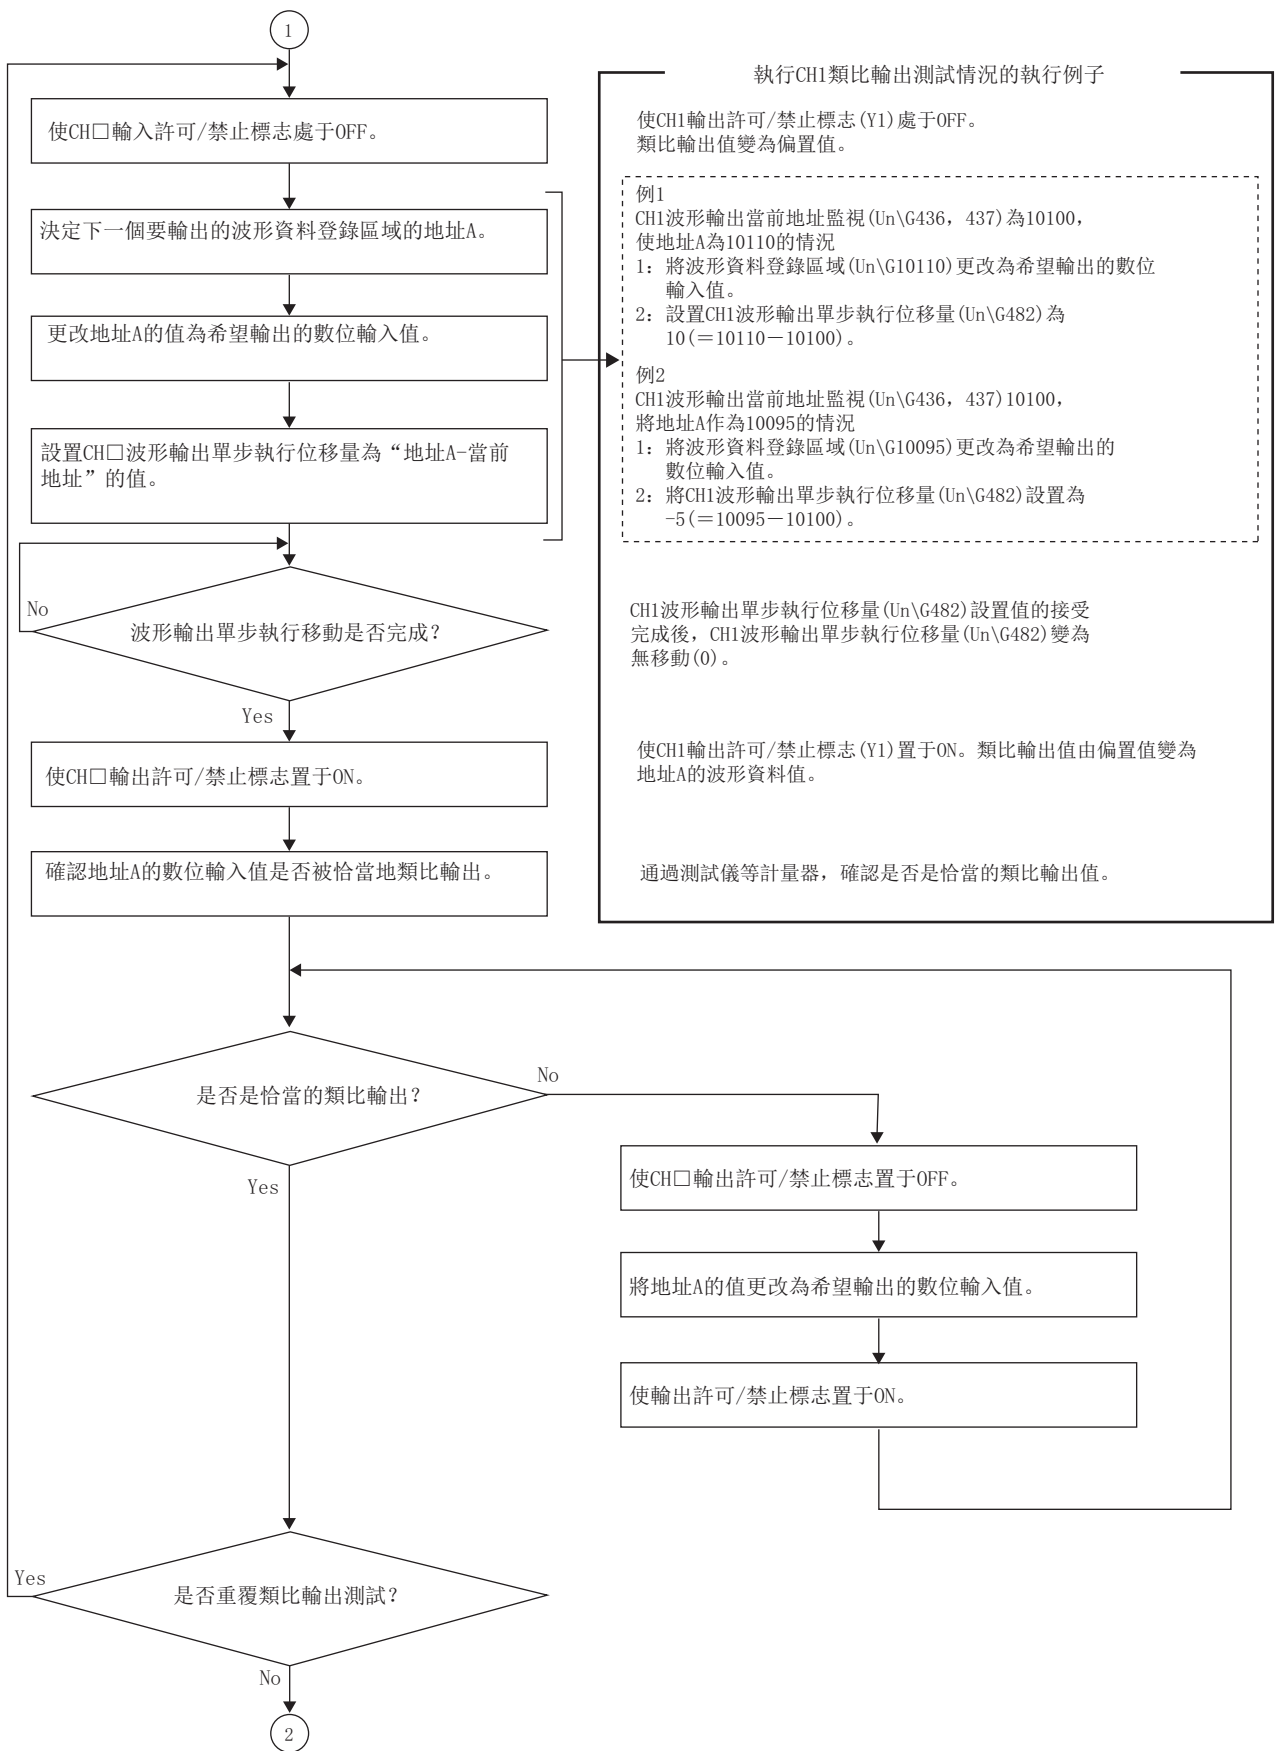 1
使CH□輸入許可/禁止標志處于OFF。
決定下一個要輸出的波形資料登錄區域的地址A。
更改地址A的值為希望輸出的數位輸入值。
設置CH□波形輸出單步執行位移量為“地址A-當前
地址”的值。
No
波形輸出單步執行移動是否完成？
Yes
使CH□輸出許可/禁止標志置于ON。
確認地址A的數位輸入值是否被恰當地類比輸出。
執行CH1類比輸出測試情況的執行例子
使CH1輸出許可/禁止標志(Y1)處于OFF。
類比輸出值變為偏置值。
例1
CH1波形輸出當前地址監視(Un\G436，437)為10100，
使地址A為10110的情況
1：將波形資料登錄區域(Un\G10110)更改為希望輸出的數位
輸入值。
2：設置CH1波形輸出單步執行位移量(Un\G482)為
10(＝10110－10100)。
例2
CH1波形輸出當前地址監視(Un\G436，437)10100，
將地址A作為10095的情況
1：將波形資料登錄區域(Un\G10095)更改為希望輸出的
數位輸入值。
2：將CH1波形輸出單步執行位移量(Un\G482)設置為
-5(＝10095－10100)。
CH1波形輸出單步執行位移量(Un\G482)設置值的接受
完成後，CH1波形輸出單步執行位移量(Un\G482)變為
無移動(0)。
使CH1輸出許可/禁止標志(Y1)置于ON。類比輸出值由偏置值變為
地址A的波形資料值。
通過測試儀等計量器，確認是否是恰當的類比輸出值。
是否是恰當的類比輸出？
No
Yes
使CH□輸出許可/禁止標志置于OFF。
將地址A的值更改為希望輸出的數位輸入值。
使輸出許可/禁止標志置于ON。
Yes
是否重覆類比輸出測試？
No
2